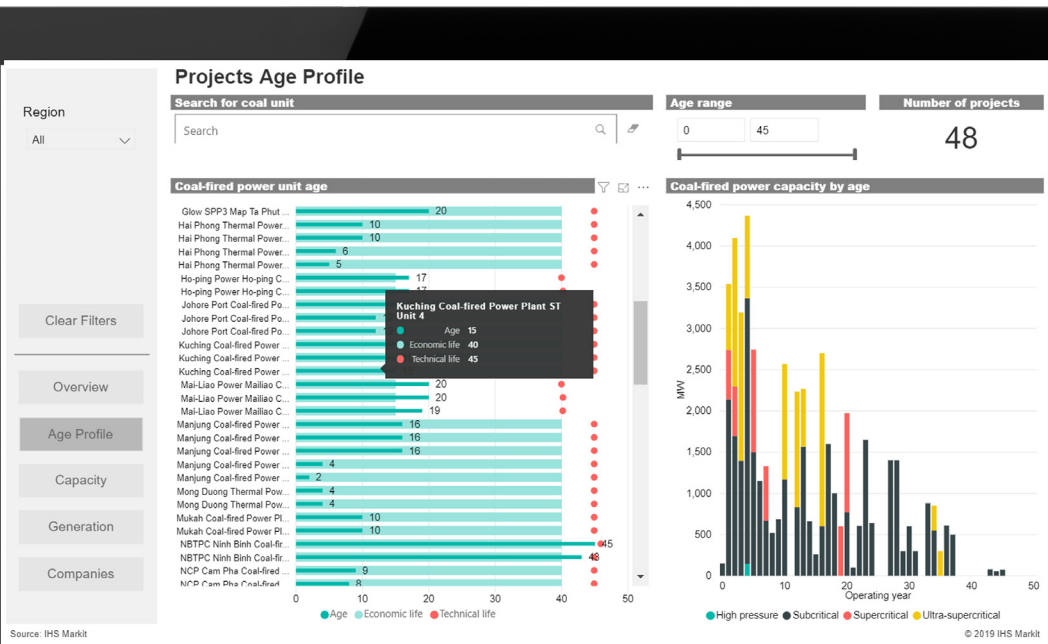 Projects Age Profile
Region
All
Clear Filters
Overview
Age Profile
Capacity
Generation
Companies
Search for coal unit
Search
Age range
0 45
Number of projects
48
Coal-fired power unit age
Glow SPP3 Map Ta Phut ... 20
Hai Phong Thermal Power... 10
Hai Phong Thermal Power... 10
Hai Phong Thermal Power... 6
Hai Phong Thermal Power... 5
Ho-ping Power Ho-ping C... 17
Ho-ping Power Ho-ping C... 17
Johore Port Coal-fired Po...
Johore Port Coal-fired Po...
Johore Port Coal-fired Po...
Kuching Coal-fired Power ...
Kuching Coal-fired Power ...
Kuching Coal-fired Power ...
Mai-Liao Power Mailiao C... 20
Mai-Liao Power Mailiao C... 20
Mai-Liao Power Mailiao C... 19
Manjung Coal-fired Power ... 16
Manjung Coal-fired Power ... 16
Manjung Coal-fired Power ... 16
Manjung Coal-fired Power ... 4
Manjung Coal-fired Power ... 2
Mong Duong Thermal Pow... 4
Mong Duong Thermal Pow... 4
Mukah Coal-fired Power Pl... 10
Mukah Coal-fired Power Pl... 10
NBTPC Ninh Binh Coal-fir... 45
NBTPC Ninh Binh Coal-fir... 43
NCP Cam Pha Coal-fired ... 9
NCP Cam Pha Coal-fired ... 8
0 10 20 30 40 50
Age Economic life Technical life
Kuching Coal-fired Power Plant ST
Unit 4
Age 15
Economic life 40
Technical life 45
Coal-fired power capacity by age
4,500
4,000
3,500
3,000
2,500
2,000
1,500
1,000
500
0
MW
0 10 20 30 40 50
Operating year
High pressure Subcritical Supercritical Ultra-supercritical
Source: IHS Markit
© 2019 IHS Markit